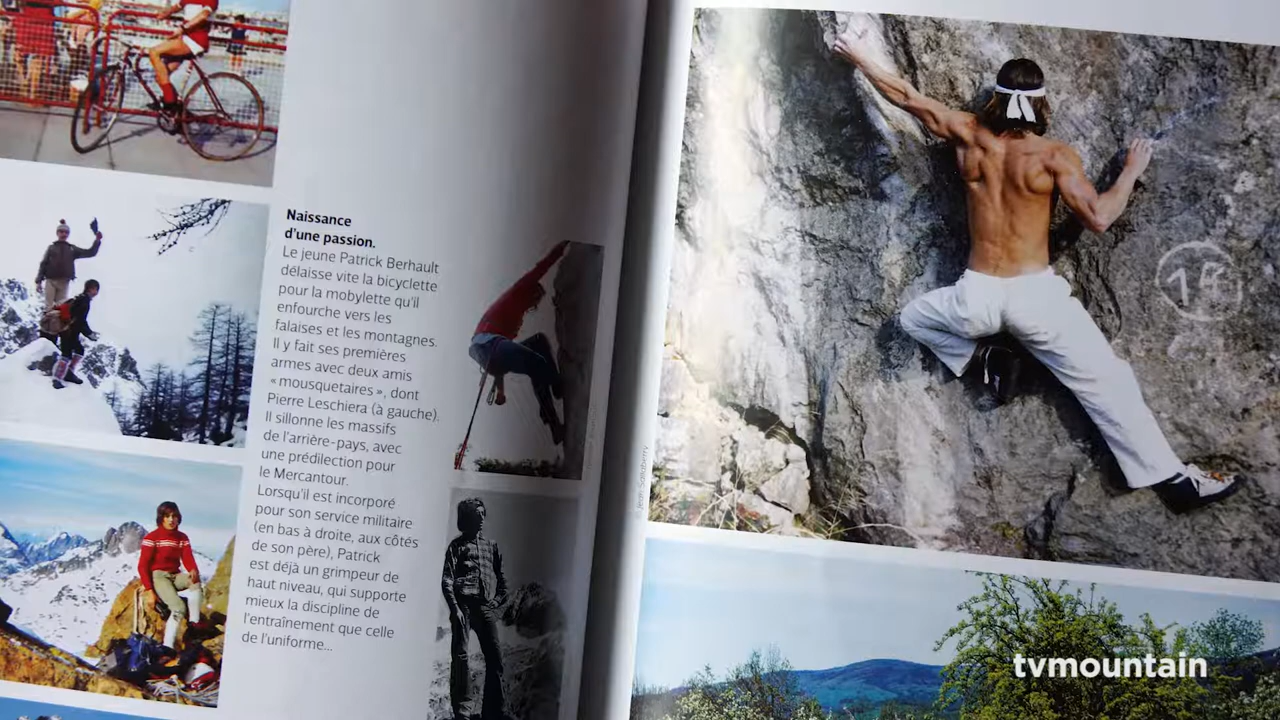 Naissance
d'une passion.
Le jeune Patrick Berhault
délaisse vite la bicyclette
pour la mobylette qu'il
enfourche vers les
falaises et les montagnes.
Il y fait ses premières
armes avec deux amis
« mousquetaires », dont
Pierre Leschiera (à gauche).
Il sillonne les massifs
de l'arrière-pays, avec
une prédilection pour
le Mercantour.
Lorsqu'il est incorporé
pour son service militaire
(en bas à droite, aux côtés
de son père), Patrick
est déjà un grimpeur de
haut niveau, qui supporte
mieux la discipline de
l'entraînement que celle
de l'uniforme...
tvmountain